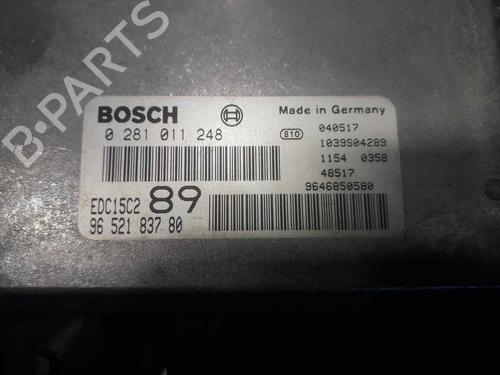 BOSCH
0 281 011 248
Made in Germany
810
040517
1039S04289
1154 0358
48517
9646850580
EDC15C2 89
96 521 837 80
B-PARTS